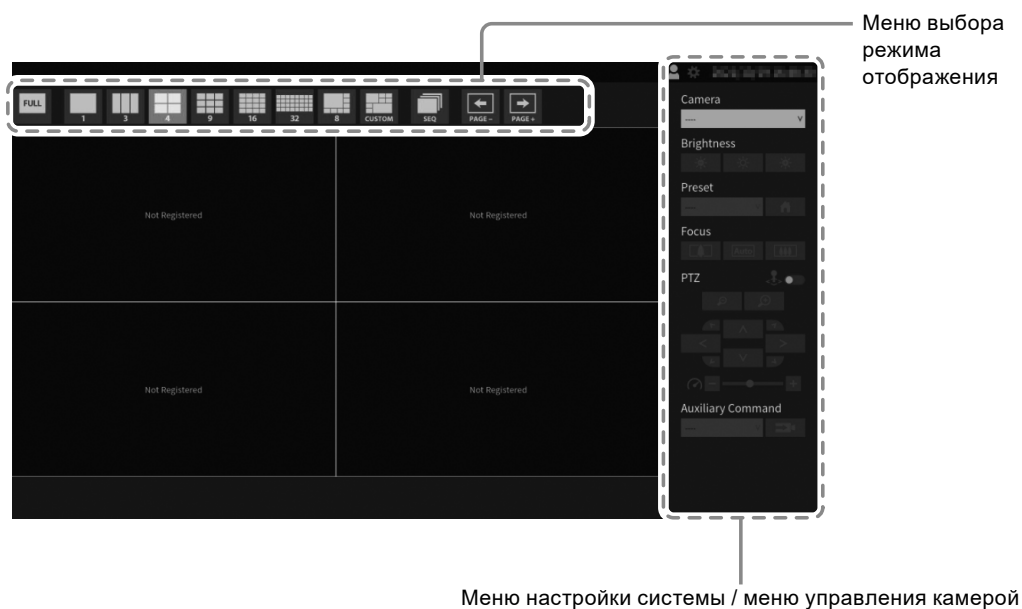 Меню выбора
режима
отображения
FULL
1
3
4
9
16
32
8
CUSTOM
SEQ
PAGE −
PAGE +
Camera
---
Brightness
Not Registered
Not Registered
Preset
---
Focus
Auto
PTZ
Not Registered
Not Registered
Auxiliary Command
---
Меню настройки системы / меню управления камерой